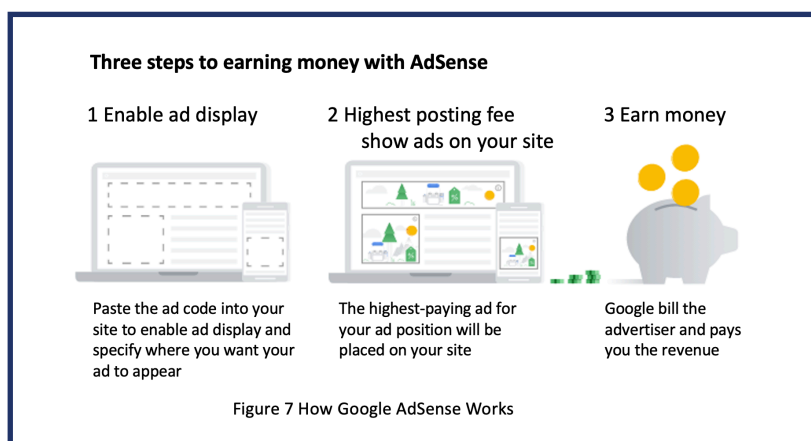 Three steps to earning money with AdSense
1 Enable ad display
2 Highest posting fee
show ads on your site
3 Earn money
Paste the ad code into your
site to enable ad display and
specify where you want your
ad to appear
The highest-paying ad for
your ad position will be
placed on your site
Google bill the
advertiser and pays
you the revenue
Figure 7 How Google AdSense Works